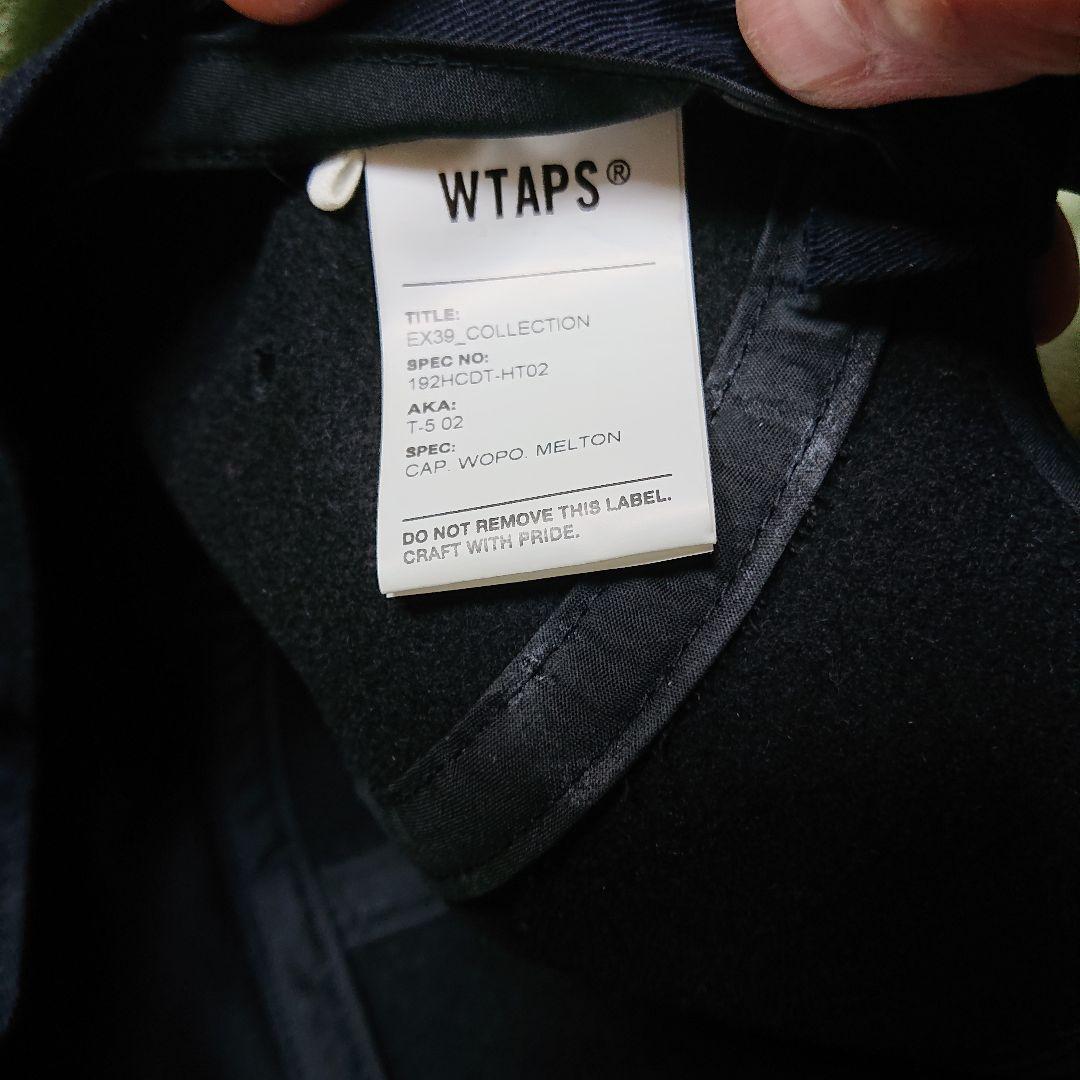 WTAPS®
TITLE:
EX39_COLLECTION
SPEC NO:
192HCDT-HT02
AKA:
T-5 02
SPEC:
CAP. WOPO. MELTON
DO NOT REMOVE THIS LABEL.
CRAFT WITH PRIDE.